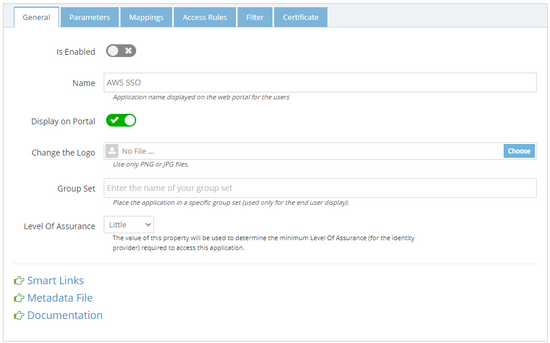 General Parameters Mappings Access Rules Filter Certificate
Is Enabled
Name AWS SSO
Application name displayed on the web portal for the users
Display on Portal
Change the Logo No File ... Choose
Use only PNG or JPG files.
Group Set Enter the name of your group set
Place the application in a specific group set (used only for the end user display).
Level Of Assurance Little
The value of this property will be used to determine the minimum Level Of Assurance (for the identity
provider) required to access this application.
Smart Links
Metadata File
Documentation